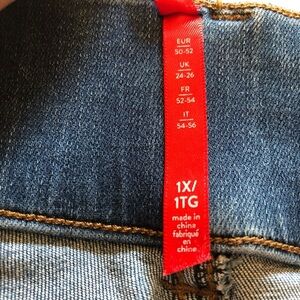 EUR
50-52
UK
24-26
FR
52-54
IT
54-56
1X/
1TG
made in
china
fabriqué
en
chine